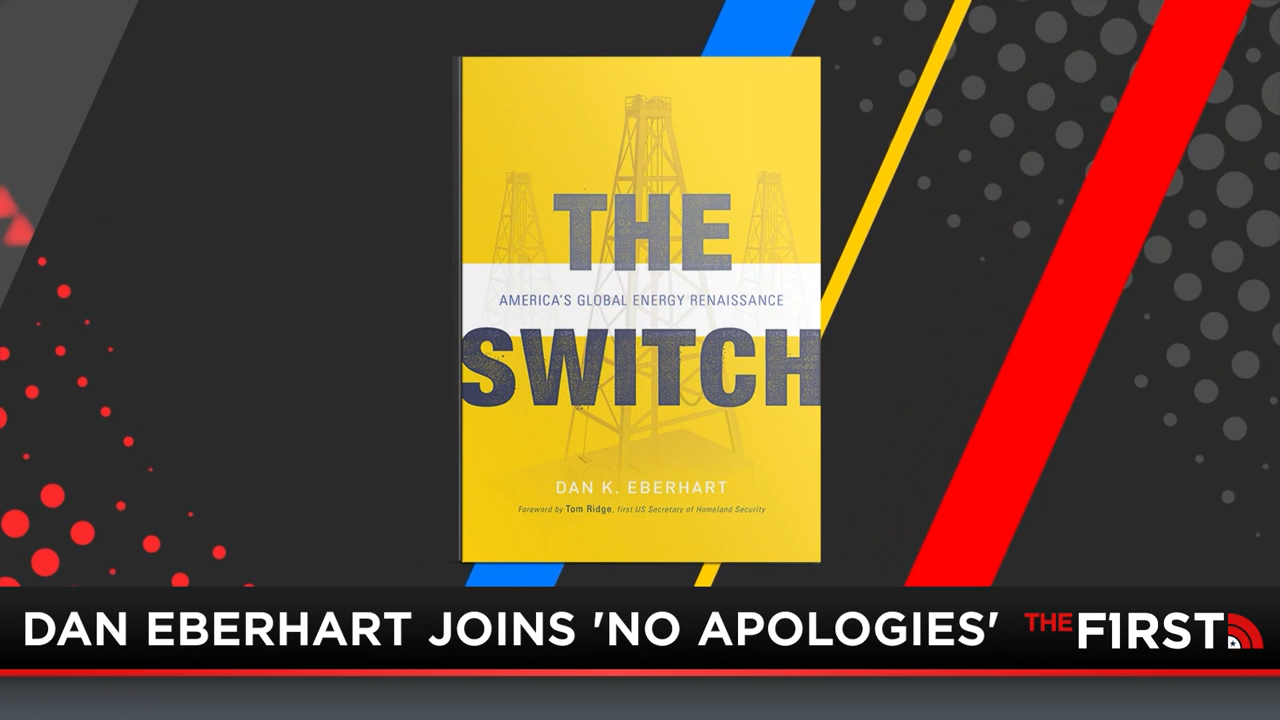 THE
AMERICA'S GLOBAL ENERGY RENAISSANCE
SWITCH
DAN K. EBERHART
Foreword by Tom Ridge, first US Secretary of Homeland Security
DAN EBERHART JOINS 'NO APOLOGIES'
THE F1RST